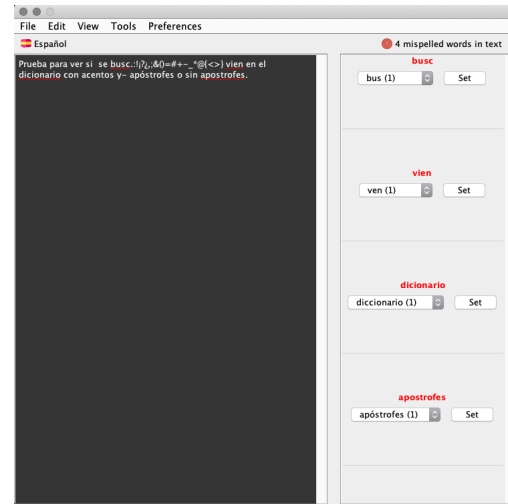 File Edit View Tools Preferences
Español
4 mispelled words in text
Prueba para ver si se busc.:!¡?¿,;&()=#+-_*@{<>} vien en el
dicionario con acentos y- apóstrofes o sin apostrofes.
busc
bus (1) Set
vien
ven (1) Set
dicionario
diccionario (1) Set
apostrofes
apóstrofes (1) Set